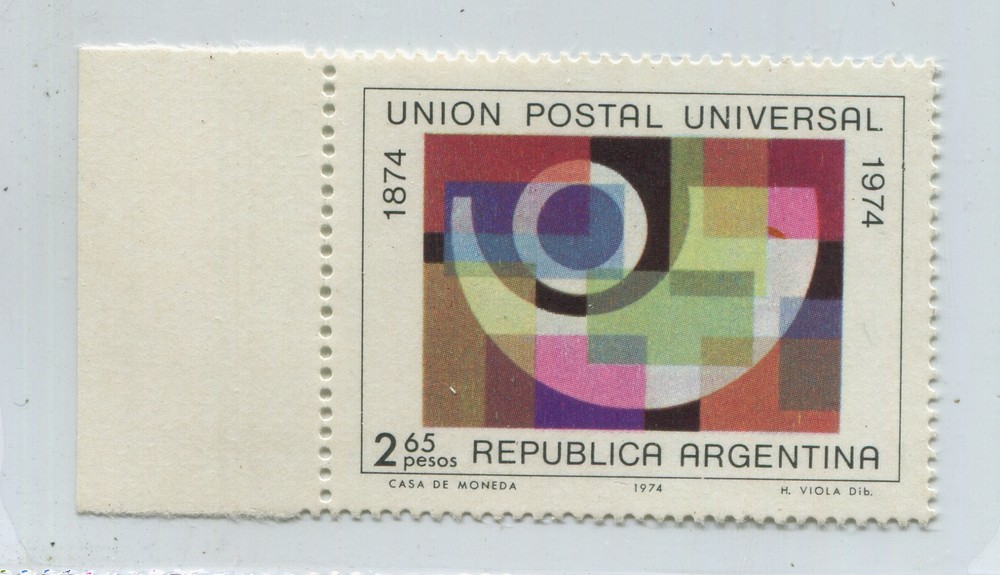 UNION POSTAL UNIVERSAL
1874
1974
2 65 pesos
REPUBLICA ARGENTINA
CASA DE MONEDA
1974
H. VIOLA Dib.